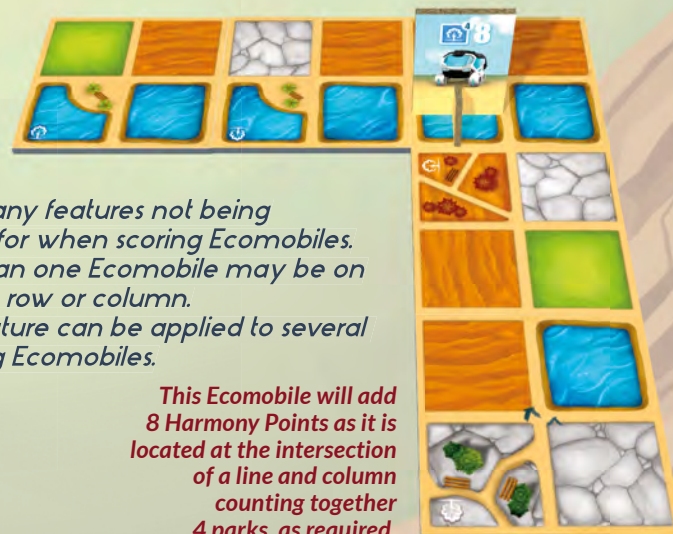 8
any features not being
for when scoring Ecomobiles.
an one Ecomobile may be on
row or column.
ture can be applied to several
g Ecomobiles.
This Ecomobile will add
8 Harmony Points as it is
located at the intersection
of a line and column
counting together
4 parks, as required.